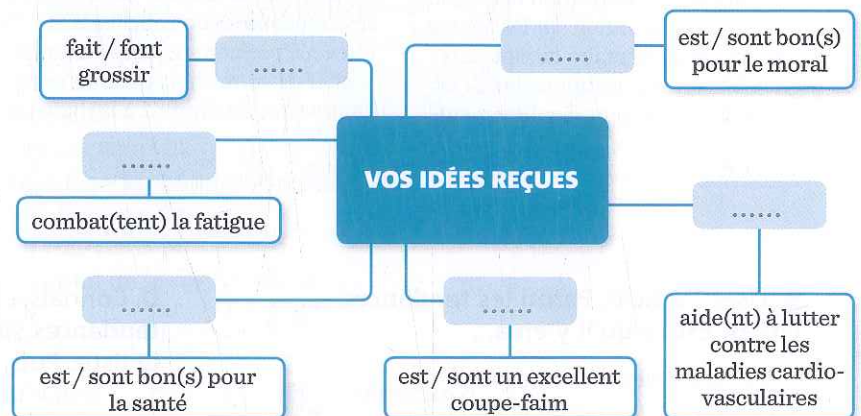 fait / font
grossir
......
......
est / sont bon(s)
pour le moral
......
combat(tent) la fatigue
VOS IDÉES REÇUES
......
aide(nt) à lutter
contre les
maladies cardio-
vasculaires
......
est / sont bon(s) pour
la santé
......
est / sont un excellent
coupe-faim